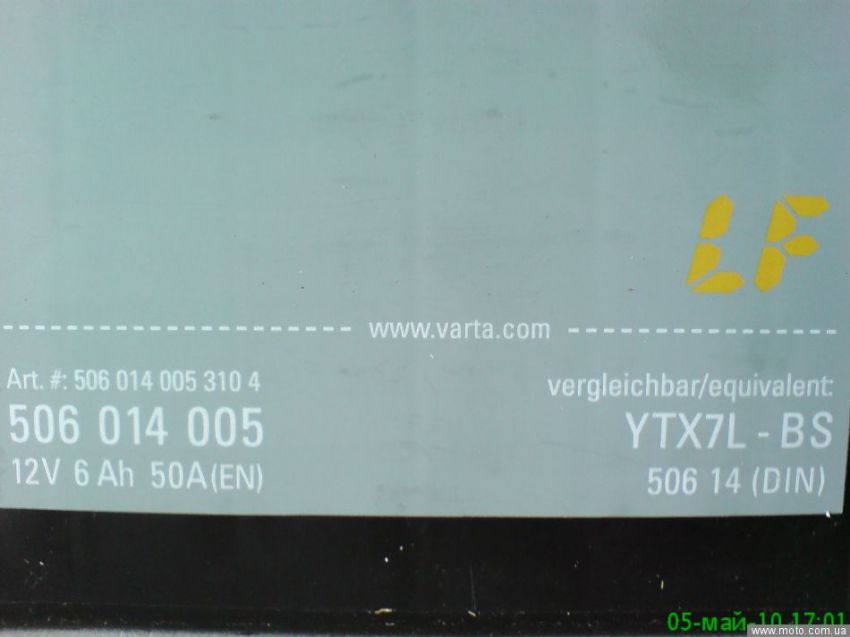 LF
www.varta.com
Art. #: 506 014 005 310 4
506 014 005
12V 6 Ah 50A(EN)
vergleichbar/equivalent:
YTX7L - BS
506 14 (DIN)
05-май-10 17:01
www.moto.com.ua